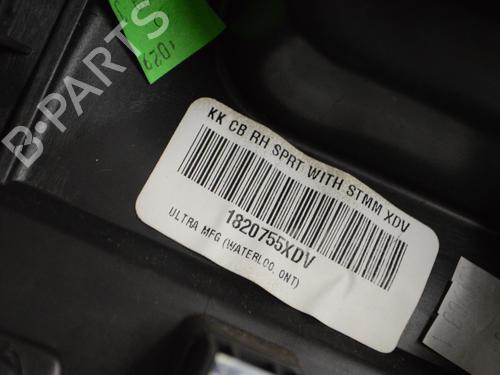 KK CB RH SPRT WITH STMM XDV
1820755XDV
ULTRA MFG (WATERLOO, ONT)
B-PARTS